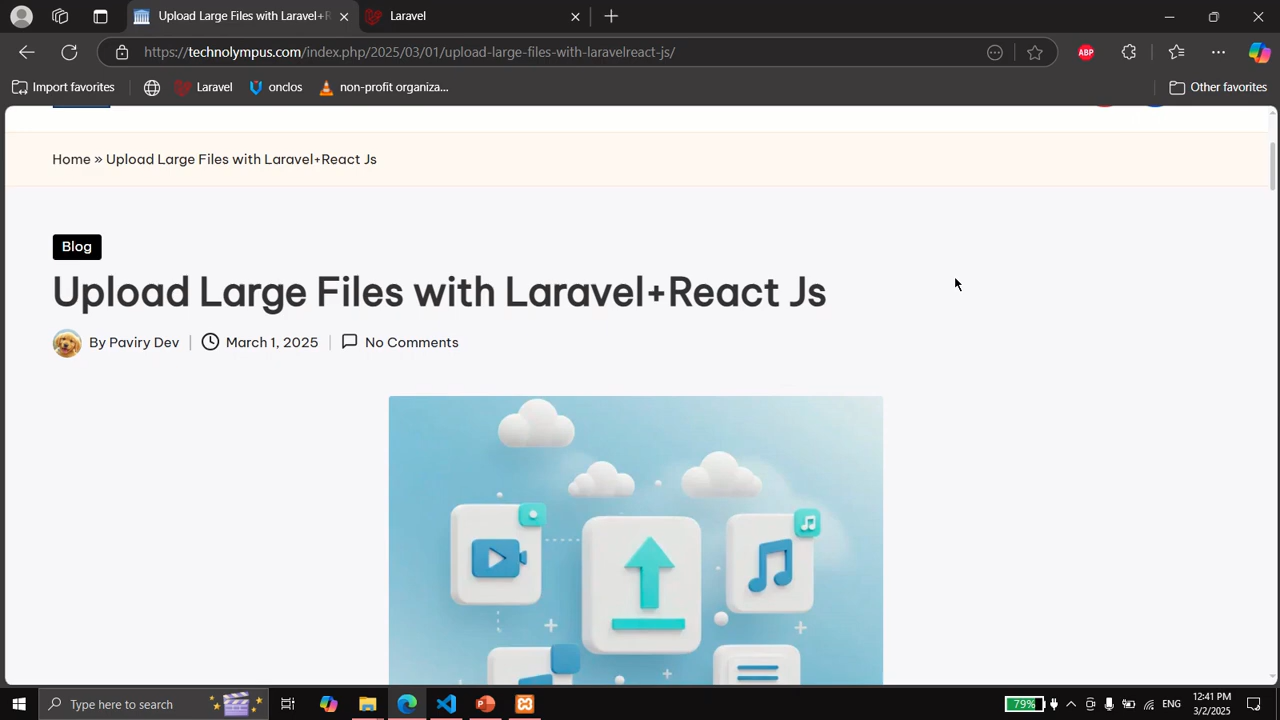 Upload Large Files with Laravel+R
Laravel
https://technolympus.com/index.php/2025/03/01/upload-large-files-with-laravelreact-js/
ABP
Import favorites
Laravel
onclos
non-profit organiza...
Other favorites
Home » Upload Large Files with Laravel+React Js
Blog
Upload Large Files with Laravel+React Js
By Paviry Dev
March 1, 2025
No Comments
Type here to search
79%
ENG
12:41 PM
3/2/2025